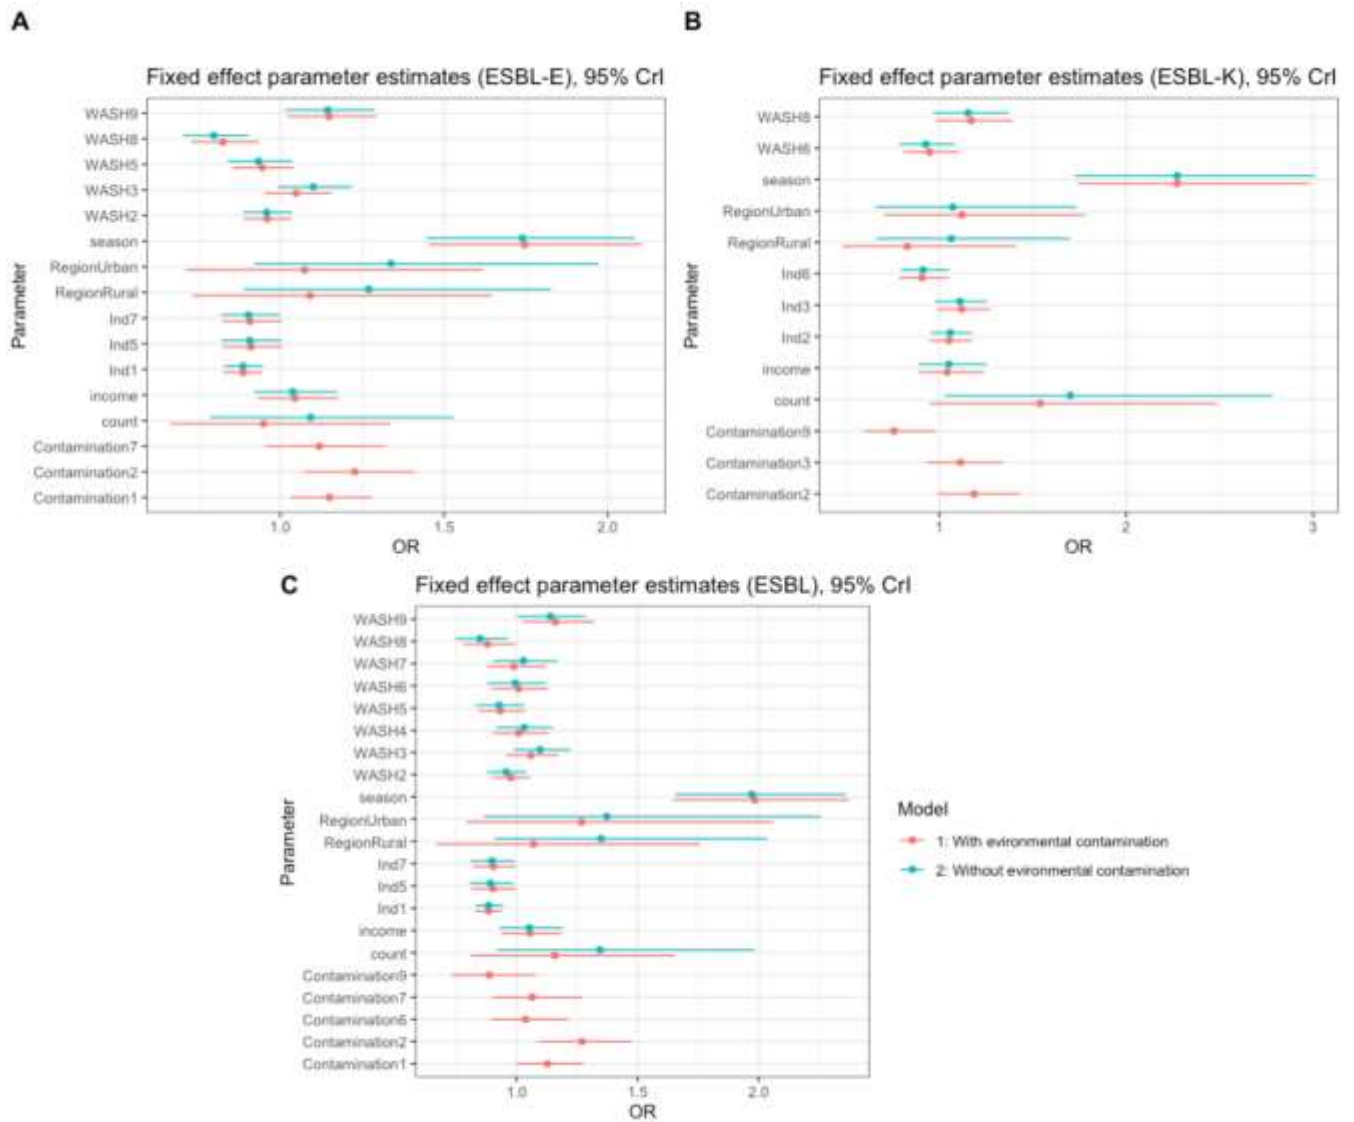 A
Fixed effect parameter estimates (ESBL-E), 95% CrI
Parameter
WASH9
WASH8
WASH5
WASH3
WASH2
season
RegionUrban
RegionRural
Ind7
Ind5
Ind1
income
count
Contamination7
Contamination2
Contamination1
1.0 1.5 2.0
OR
B
Fixed effect parameter estimates (ESBL-K), 95% CrI
Parameter
WASH8
WASH6
season
RegionUrban
RegionRural
Ind6
Ind3
Ind2
income
count
Contamination9
Contamination3
Contamination2
1 2 3
OR
C
Fixed effect parameter estimates (ESBL), 95% CrI
Parameter
WASH9
WASH8
WASH7
WASH6
WASH5
WASH4
WASH3
WASH2
season
RegionUrban
RegionRural
Ind7
Ind5
Ind1
income
count
Contamination9
Contamination7
Contamination6
Contamination2
Contamination1
1.0 1.5 2.0
OR
Model
1: With evironmental contamination
2: Without evironmental contamination